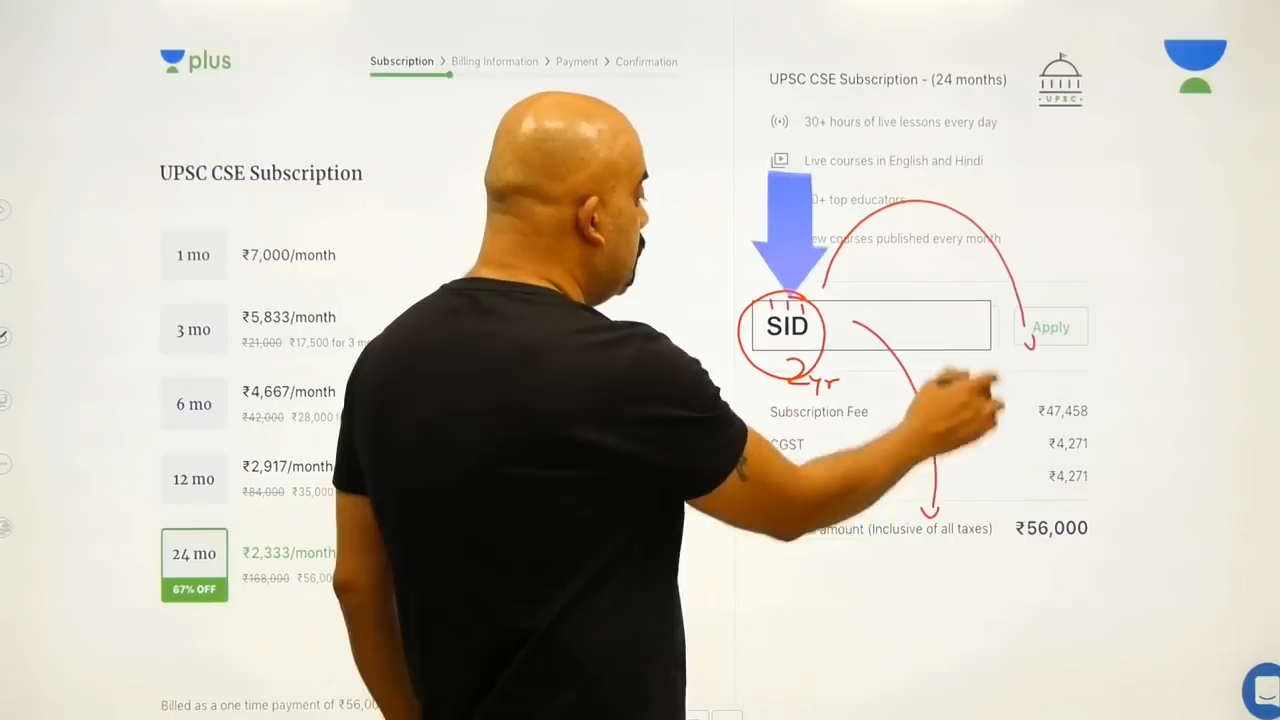 plus
Subscription > Billing Information > Payment > Confirmation
UPSC CSE Subscription
1 mo ₹7,000/month
3 mo ₹5,833/month
₹21,000 ₹17,500 for 3 m
6 mo ₹4,667/month
₹42,000 ₹28,000
12 mo ₹2,917/month
₹84,000 ₹35,000
24 mo ₹2,333/month
67% OFF ₹168,000 ₹56,00
Billed as a one time payment of ₹56,00
UPSC CSE Subscription - (24 months)
UPSC
30+ hours of live lessons every day
Live courses in English and Hindi
0+ top educators
ew courses published every month
SID
Apply
2yr
Subscription Fee ₹47,458
CGST ₹4,271
₹4,271
amount (Inclusive of all taxes) ₹56,000